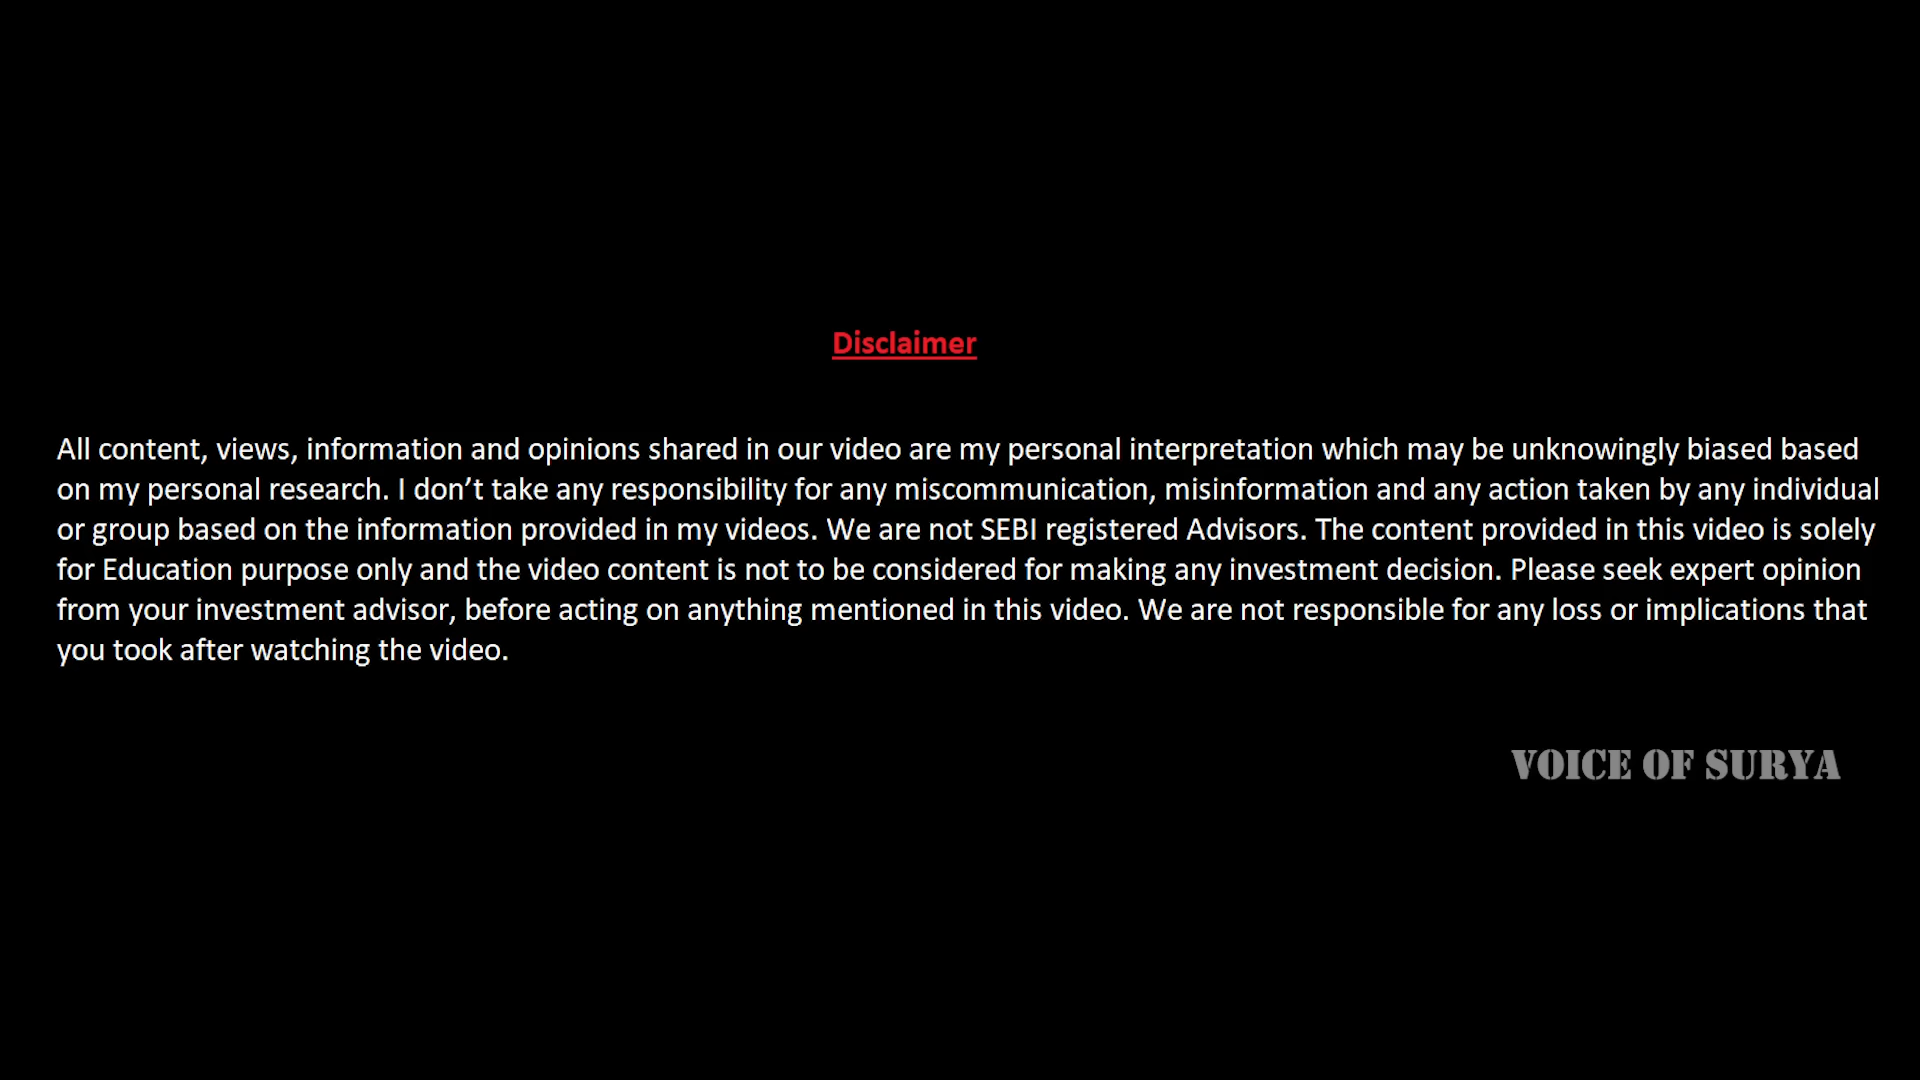 Disclaimer
All content, views, information and opinions shared in our video are my personal interpretation which may be unknowingly biased based
on my personal research. I don’t take any responsibility for any miscommunication, misinformation and any action taken by any individual
or group based on the information provided in my videos. We are not SEBI registered Advisors. The content provided in this video is solely
for Education purpose only and the video content is not to be considered for making any investment decision. Please seek expert opinion
from your investment advisor, before acting on anything mentioned in this video. We are not responsible for any loss or implications that
you took after watching the video.
VOICE OF SURYA